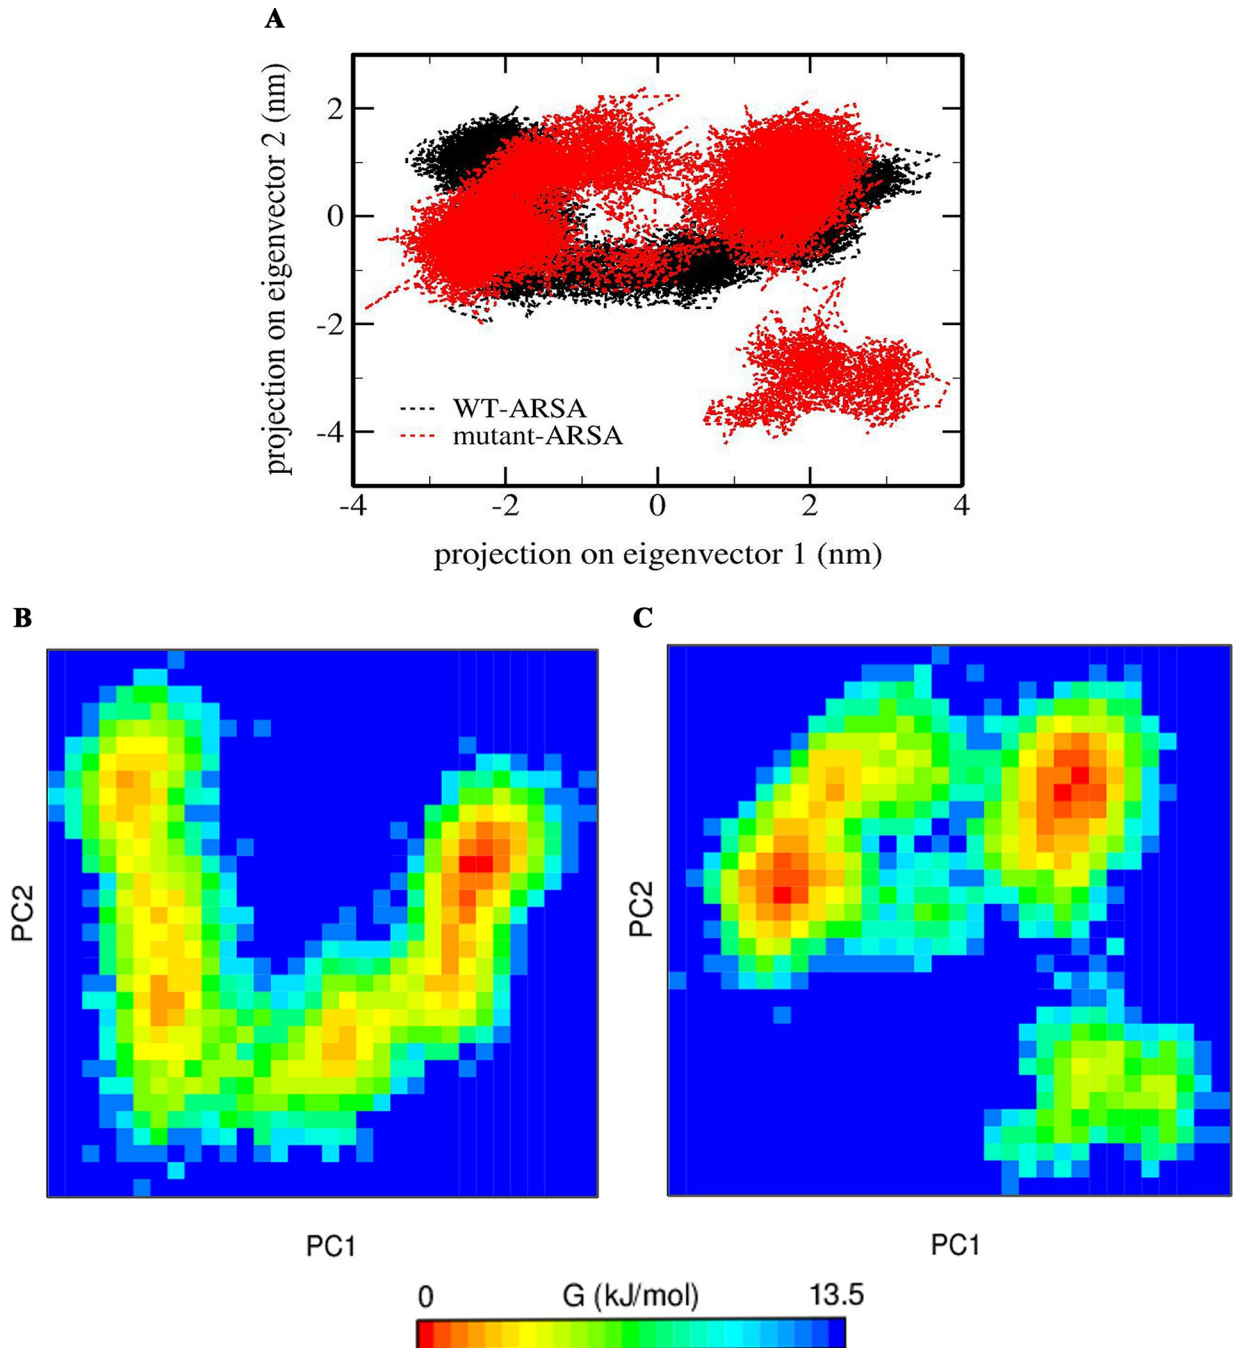 A
projection on eigenvector 2 (nm)
2
0
-2
-4
WT-ARSA
mutant-ARSA
-4 -2 0 2 4
projection on eigenvector 1 (nm)
B C
PC2 PC2
PC1 PC1
0 G (kJ/mol) 13.5